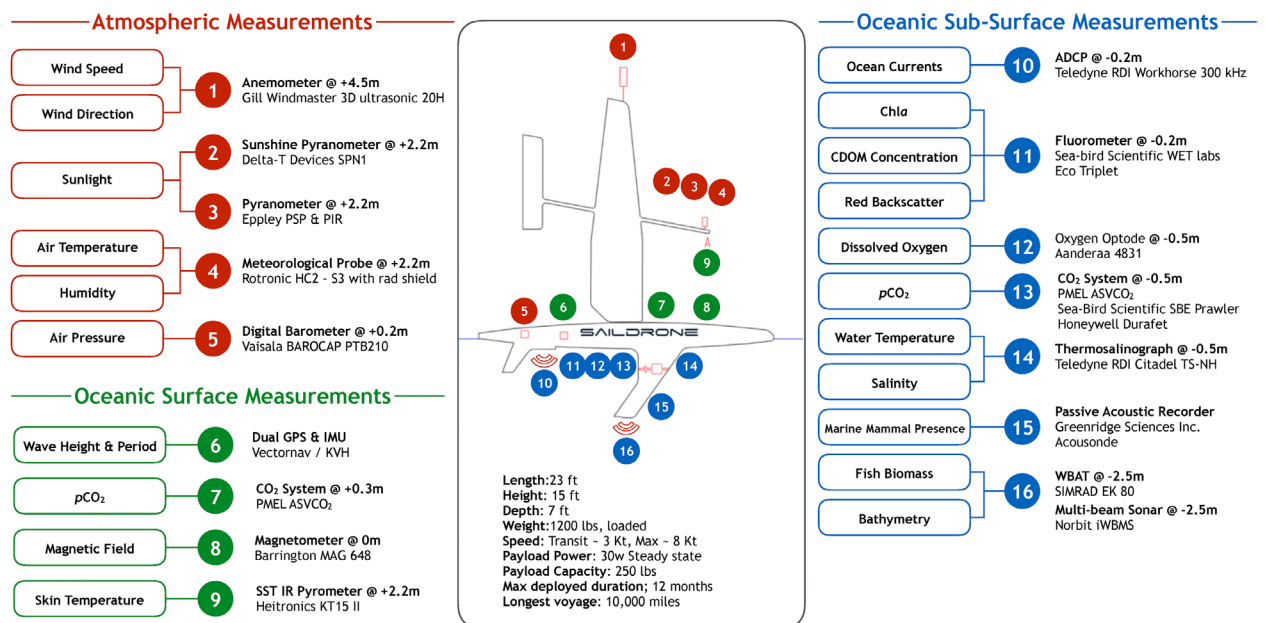 Atmospheric Measurements
Wind Speed
Wind Direction
1
Anemometer @ +4.5m
Gill Windmaster 3D ultrasonic 20H
Sunlight
2
Sunshine Pyranometer @ +2.2m
Delta-T Devices SPN1
3
Pyranometer @ +2.2m
Eppley PSP & PIR
Air Temperature
Humidity
4
Meteorological Probe @ +2.2m
Rotronic HC2 - S3 with rad shield
Air Pressure
5
Digital Barometer @ +0.2m
Vaisala BAROCAP PTB210
Oceanic Surface Measurements
Wave Height & Period
6
Dual GPS & IMU
Vectornav / KVH
pCO₂
7
CO₂ System @ +0.3m
PMEL ASVCO₂
Magnetic Field
8
Magnetometer @ 0m
Barrington MAG 648
Skin Temperature
9
SST IR Pyrometer @ +2.2m
Heitronics KT15 II
1
2 3 4
9
5 6 7 8
SAILDRONE
10 11 12 13 14
15
16
Length:23 ft
Height: 15 ft
Depth: 7 ft
Weight:1200 lbs, loaded
Speed: Transit ~ 3 Kt, Max ~ 8 Kt
Payload Power: 30w Steady state
Payload Capacity: 250 lbs
Max deployed duration; 12 months
Longest voyage: 10,000 miles
Oceanic Sub-Surface Measurements
Ocean Currents
10
ADCP @ -0.2m
Teledyne RDI Workhorse 300 kHz
Chla
CDOM Concentration
Red Backscatter
11
Fluorometer @ -0.2m
Sea-bird Scientific WET labs
Eco Triplet
Dissolved Oxygen
12
Oxygen Optode @ -0.5m
Aanderaa 4831
pCO₂
13
CO₂ System @ -0.5m
PMEL ASVCO₂
Sea-Bird Scientific SBE Prawler
Honeywell Durafet
Water Temperature
Salinity
14
Thermosalinograph @ -0.5m
Teledyne RDI Citadel TS-NH
Marine Mammal Presence
15
Passive Acoustic Recorder
Greenridge Sciences Inc.
Acousonde
Fish Biomass
Bathymetry
16
WBAT @ -2.5m
SIMRAD EK 80
Multi-beam Sonar @ -2.5m
Norbit iWBMS